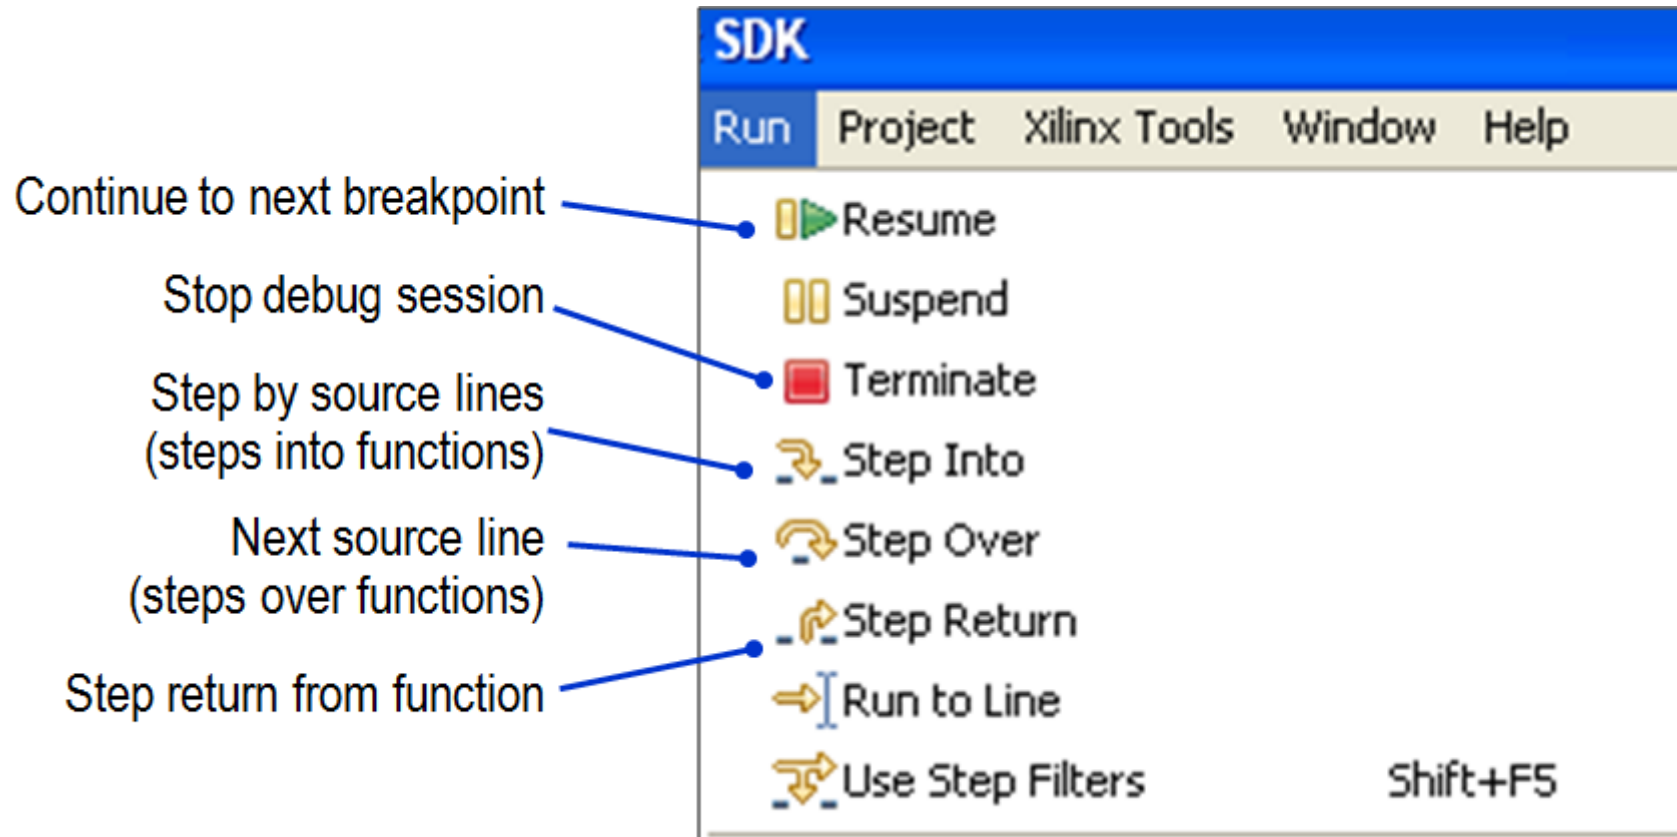 SDK
Run Project Xilinx Tools Window Help
Continue to next breakpoint
Resume
Suspend
Stop debug session
Terminate
Step by source lines
(steps into functions)
Step Into
Next source line
(steps over functions)
Step Over
Step Return
Step return from function
Run to Line
Use Step Filters Shift+F5